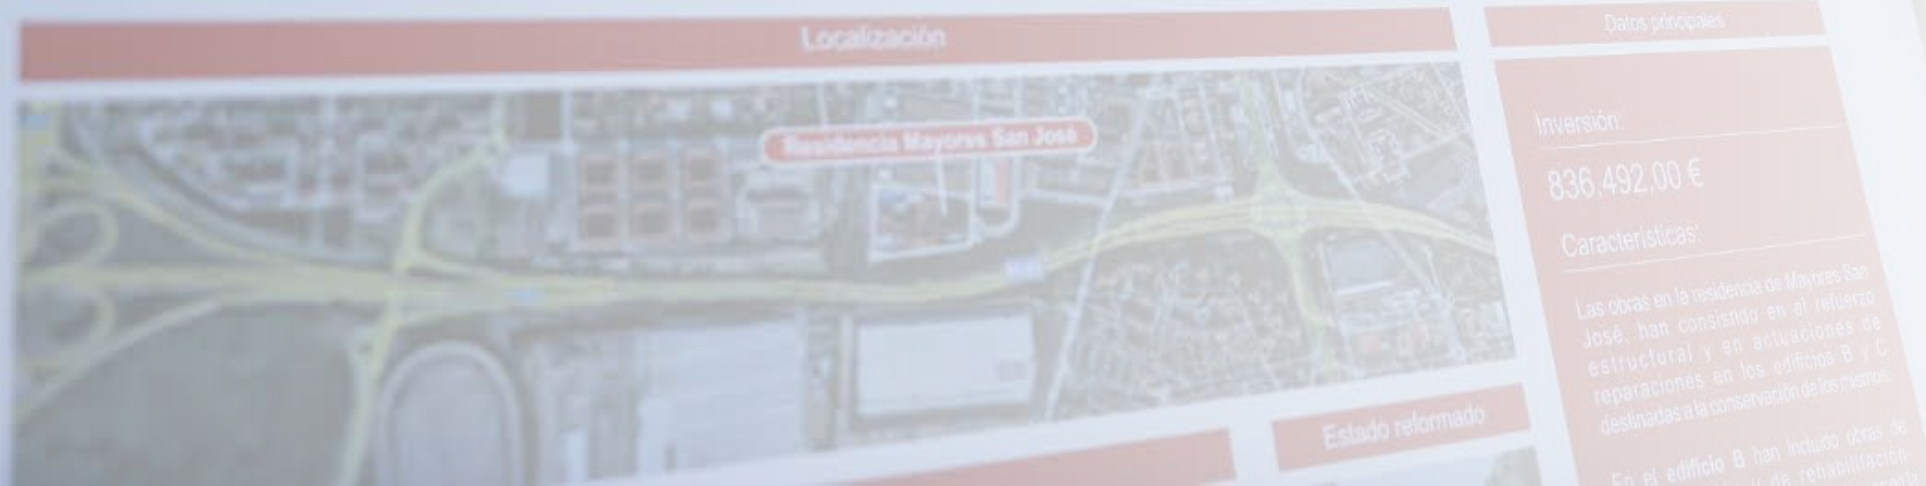 Localización
Residencia Mayores San José
Datos principales
Inversión:
836.492,00 €
Características:
Las obras en la residencia de Mayores San
José, han consistido en el refuerzo
estructural y en actuaciones de
reparaciones en los edificios B y C
destinadas a la conservación de los mismos.
En el edificio B han incluido obras de
de rehabilitación
Estado reformado